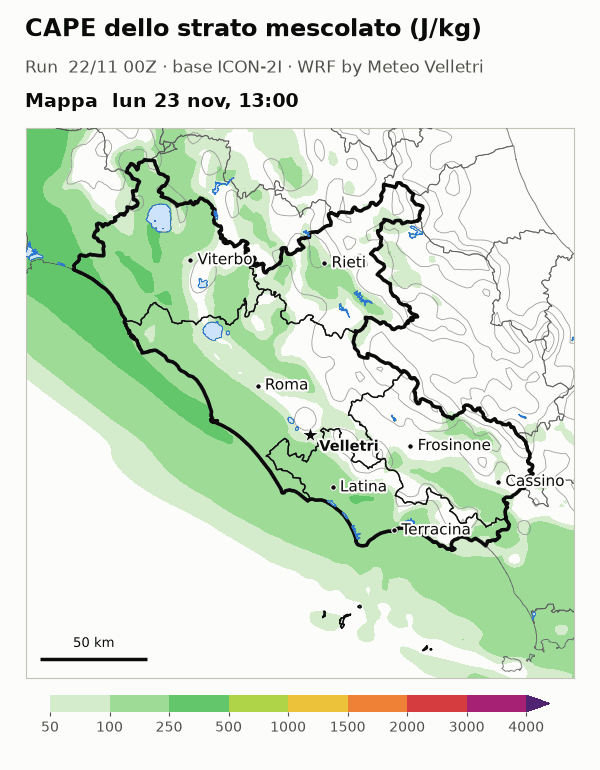 CAPE dello strato mescolato (J/kg)
Run  22/11 00Z · base ICON-2I · WRF by Meteo Velletri
Mappa  lun 23 nov, 13:00
Viterbo
Rieti
Roma
Velletri
Frosinone
Latina
Cassino
Terracina
50 km
50 100 250 500 1000 1500 2000 3000 4000